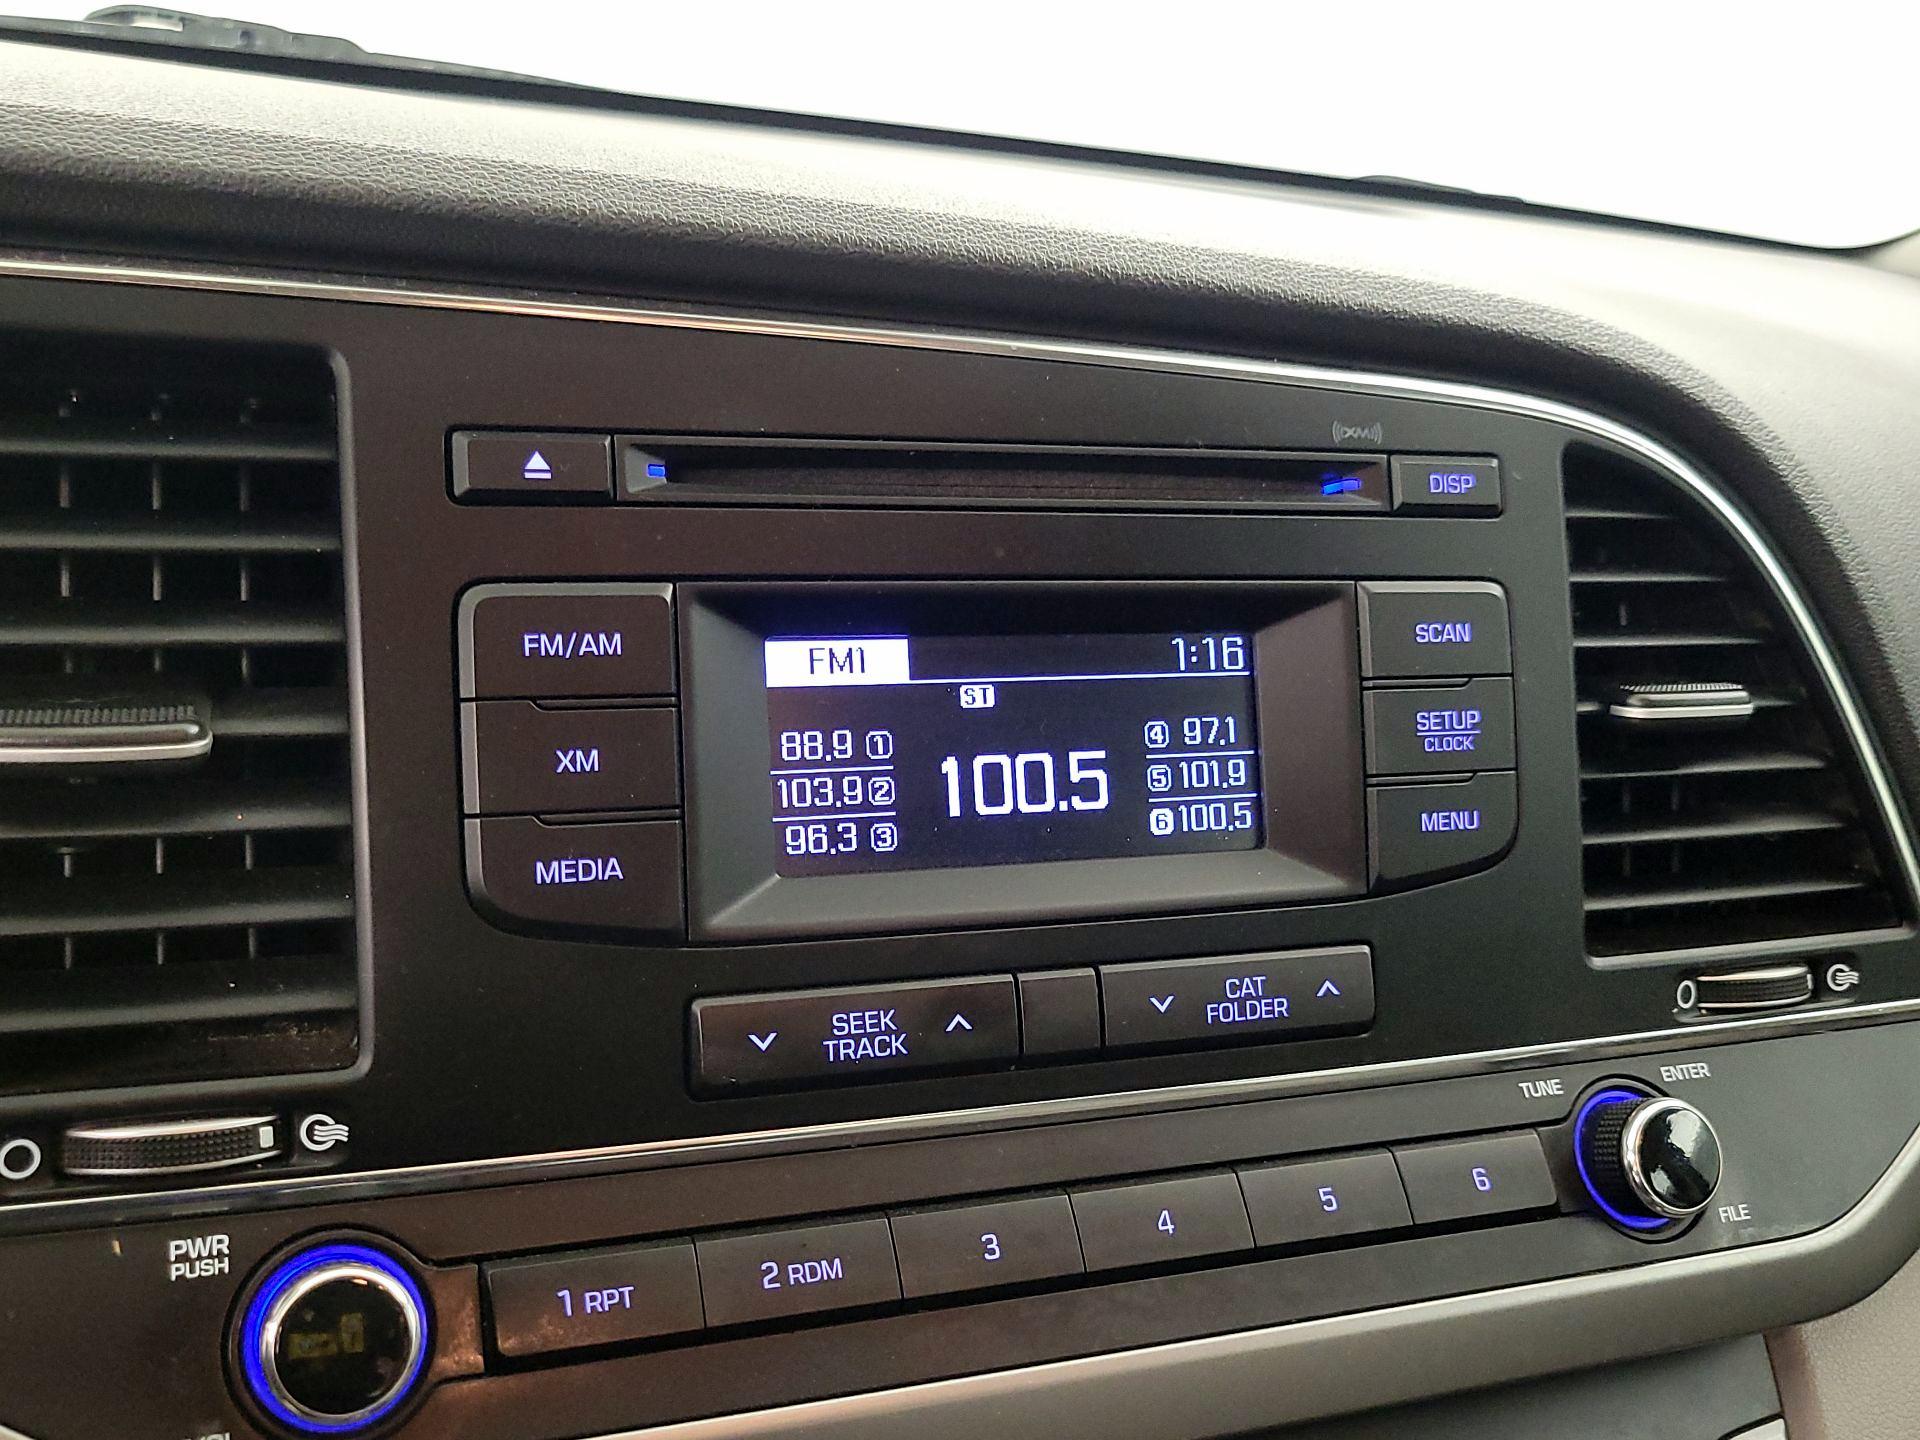 XM
DISP
FM/AM
XM
MEDIA
FM1 1:16
ST
88.9 1
103.9 2
96.3 3
100.5
4 97.1
5 101.9
6 100.5
SCAN
SETUP
CLOCK
MENU
SEEK
TRACK
CAT
FOLDER
TUNE
ENTER
FILE
PWR
PUSH
1 RPT
2 RDM
3
4
5
6